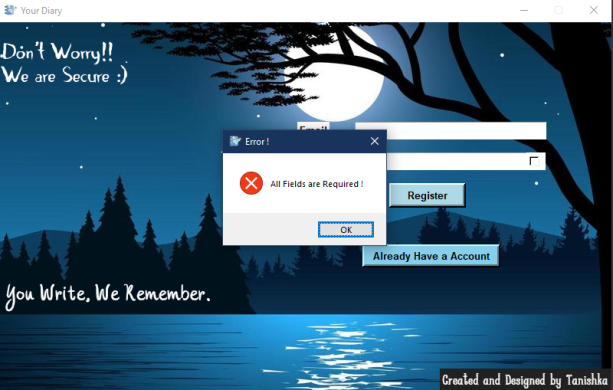 Your Diary
Don't Worry!!
We are Secure :)
Email
Error !
All Fields are Required !
OK
Register
Already Have a Account
You Write, We Remember.
Created and Designed by Tanishka